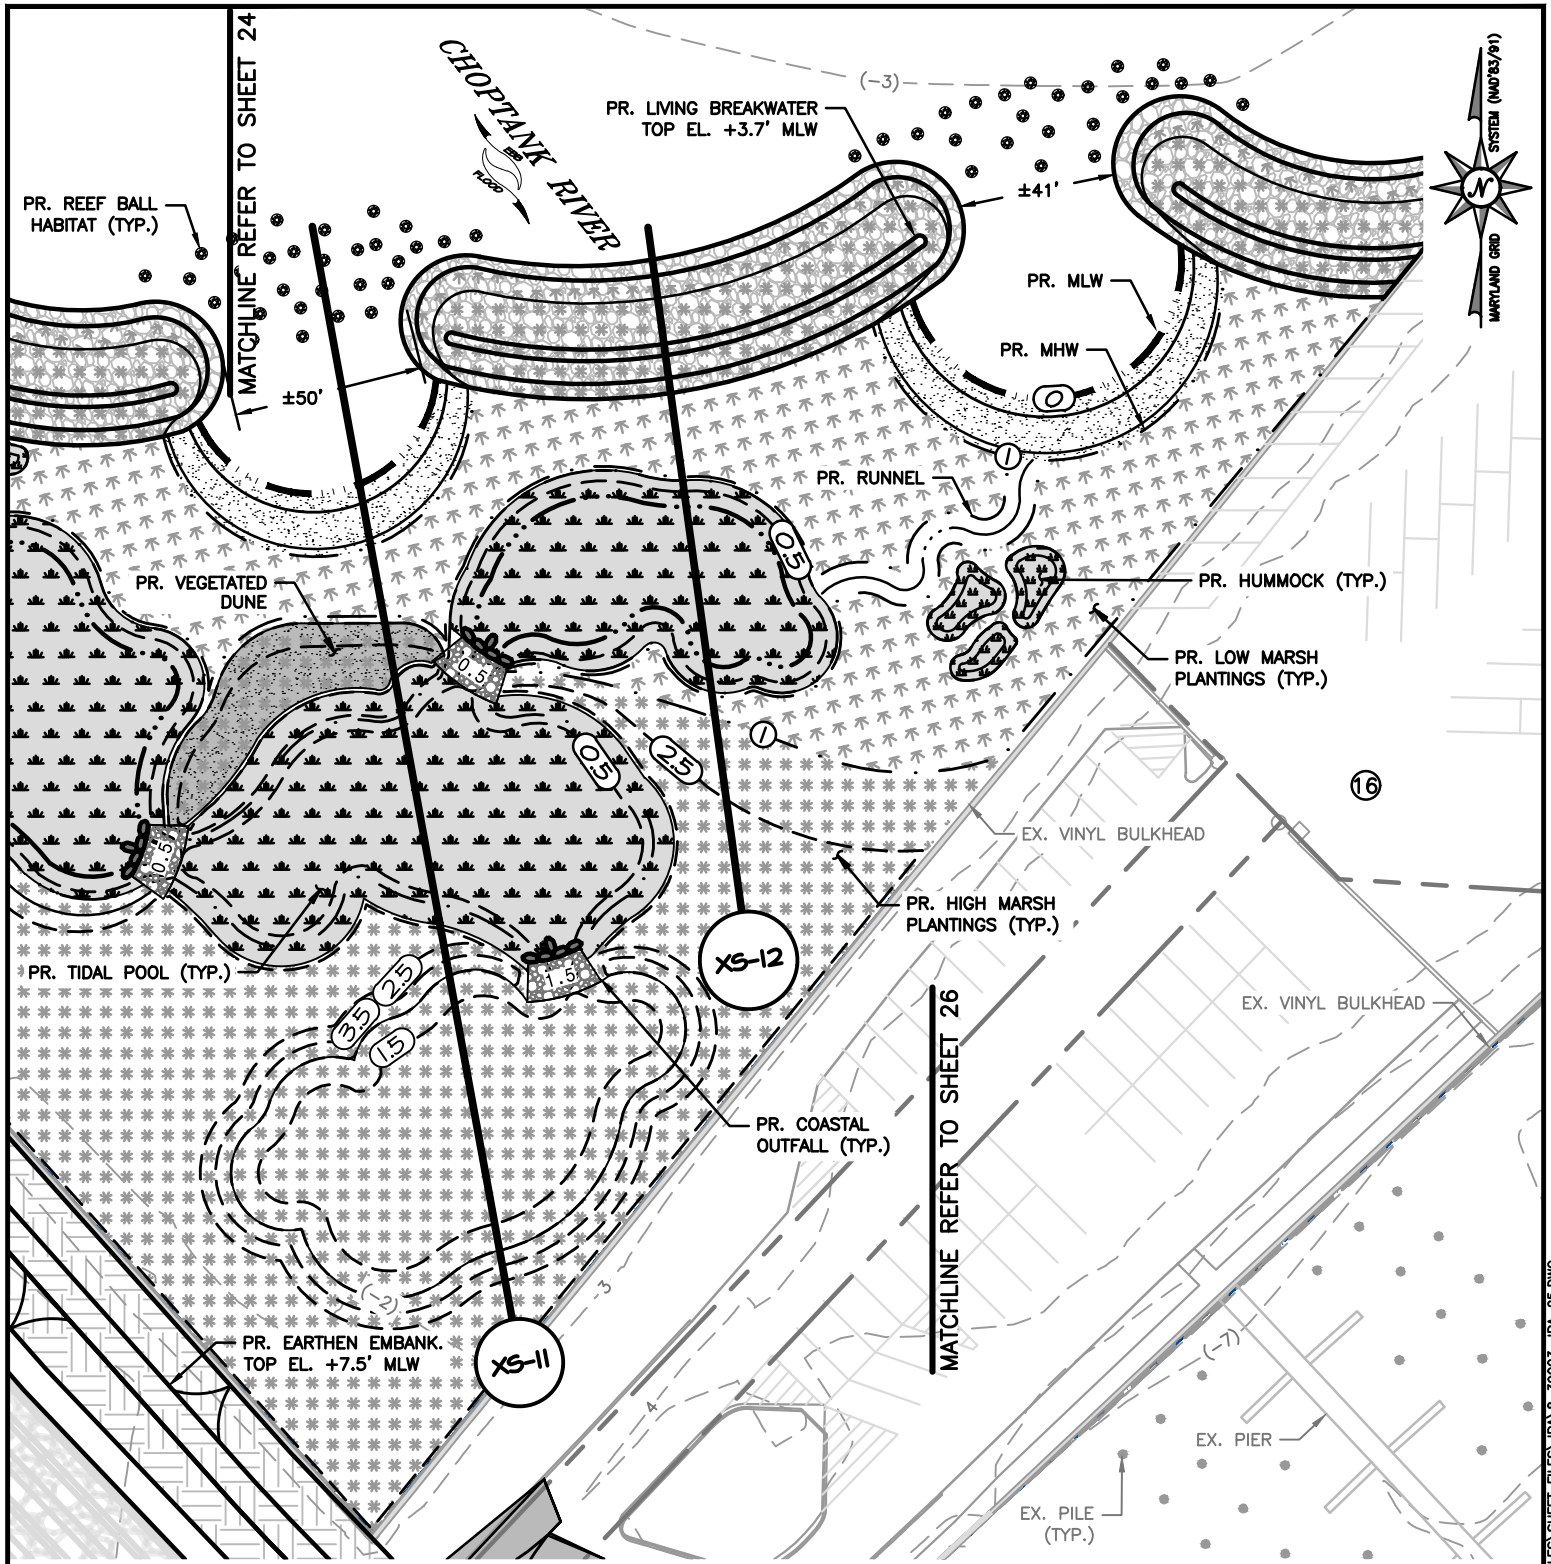 MATCHLINE REFER TO SHEET 24
CHOPTANK RIVER
EBB
FLOOD
(-3)
SYSTEM (NAD'83/91)
N
MARYLAND GRID
PR. LIVING BREAKWATER
TOP EL. +3.7' MLW
±41'
PR. REEF BALL
HABITAT (TYP.)
PR. MLW
PR. MHW
0
±50'
1
PR. RUNNEL
0.5
PR. VEGETATED
DUNE
PR. HUMMOCK (TYP.)
0.5
PR. LOW MARSH
PLANTINGS (TYP.)
1
0.5
2.5
16
EX. VINYL BULKHEAD
0.5
PR. HIGH MARSH
PLANTINGS (TYP.)
XS-12
PR. TIDAL POOL (TYP.)
1.5
2.5
3.5
1.5
MATCHLINE REFER TO SHEET 26
EX. VINYL BULKHEAD
PR. COASTAL
OUTFALL (TYP.)
(-2)
3
PR. EARTHEN EMBANK.
TOP EL. +7.5' MLW
XS-11
(-7)
4
EX. PIER
EX. PILE
(TYP.)